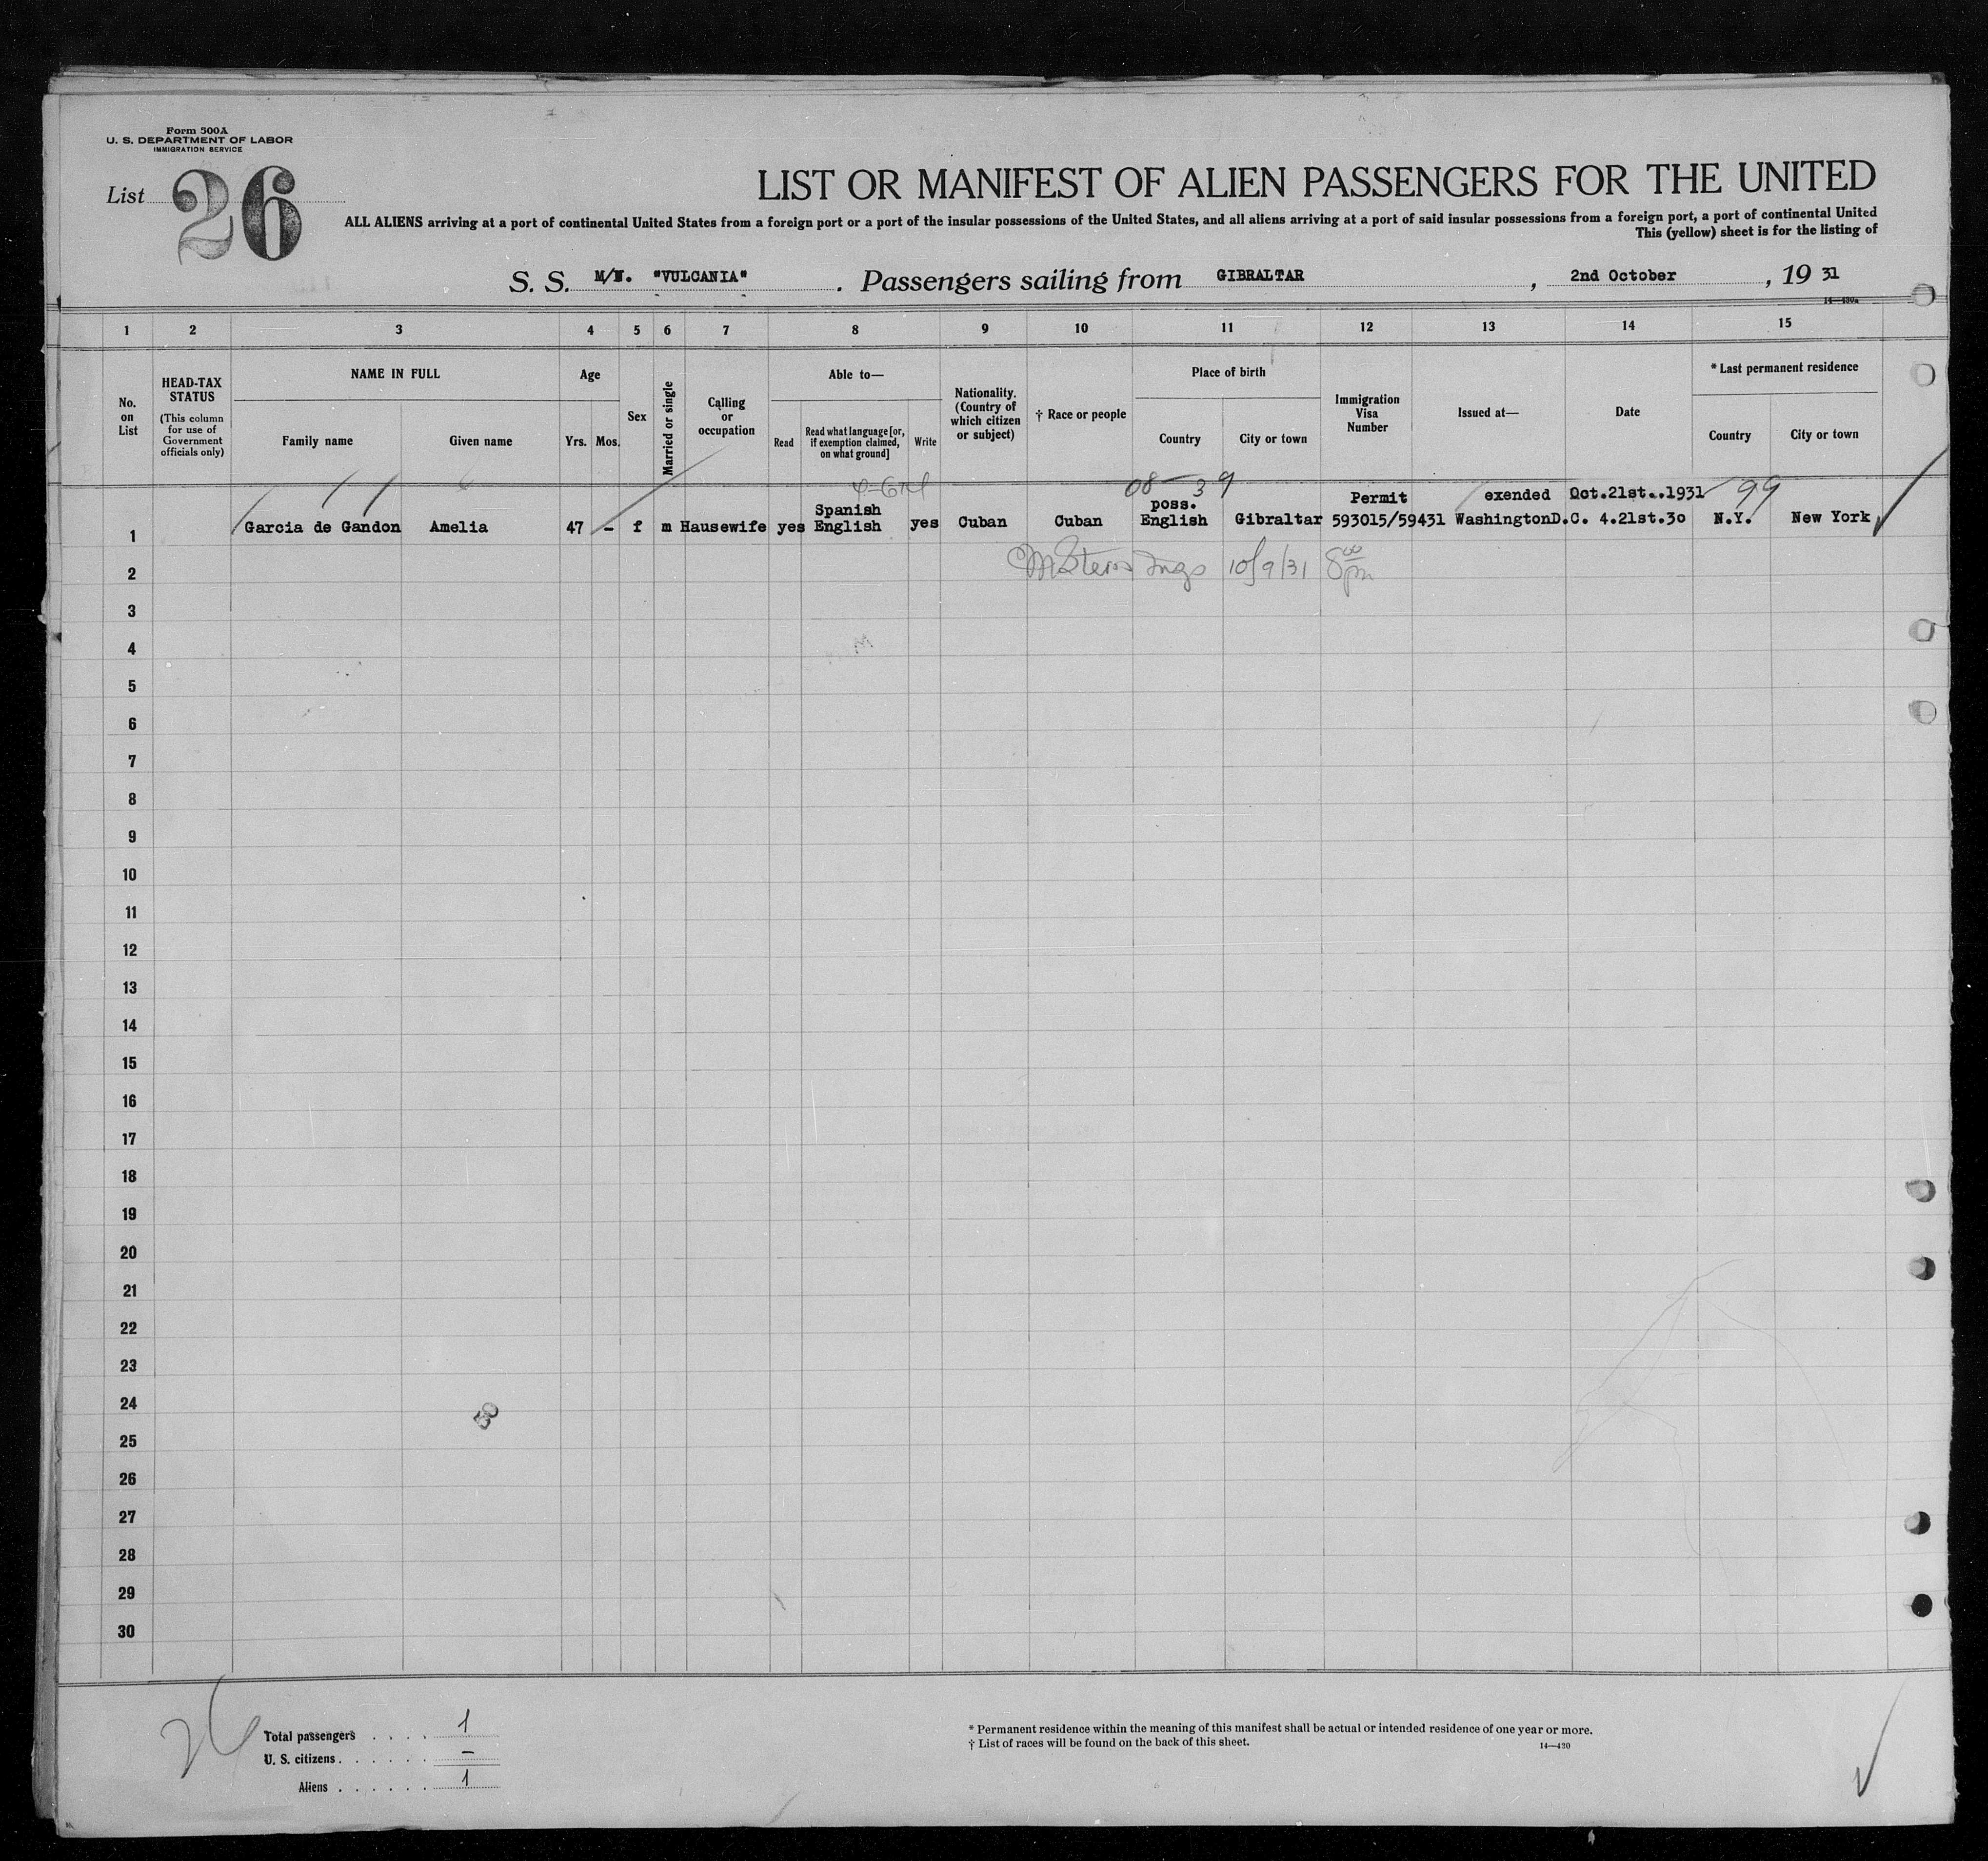 Form 500A
U. S. DEPARTMENT OF LABOR
IMMIGRATION SERVICE
List 26
LIST OR MANIFEST OF ALIEN PASSENGERS FOR THE UNITED
ALL ALIENS arriving at a port of continental United States from a foreign port or a port of the insular possessions of the United States, and all aliens arriving at a port of said insular possessions from a foreign port, a port of continental United
This (yellow) sheet is for the listing of
S. S. M/N. "VULCANIA". Passengers sailing from GIBRALTAR, 2nd October, 19 31
14—430a
1 2 3 4 5 6 7 8 9 10 11 12 13 14 15
No. on List
HEAD-TAX STATUS
(This column for use of Government officials only)
NAME IN FULL
Family name
Given name
Age
Yrs. Mos.
Sex
Married or single
Calling or occupation
Able to—
Read
Read what language [or, if exemption claimed, on what ground]
Write
Nationality. (Country of which citizen or subject)
† Race or people
Place of birth
Country
City or town
Immigration Visa Number
Issued at—
Date
* Last permanent residence
Country
City or town
08 — 39
99
poss. Permit exended Oct.21st..1931
Spanish
1 Garcia de Gandon Amelia 47 — f m Hausewife yes English yes Cuban Cuban English Gibraltar 593015/59431 WashingtonD.C. 4.21st.30 N.Y. New York
2 10/9/31 8 00 pm
3
4
5
6
7
8
9
10
11
12
13
14
15
16
17
18
19
20
21
22
23
24
25
26
27
28
29
30
26
Total passengers . . . . 1
U. S. citizens . . . . . . —
Aliens . . . . . . 1
* Permanent residence within the meaning of this manifest shall be actual or intended residence of one year or more.
† List of races will be found on the back of this sheet.
14—430